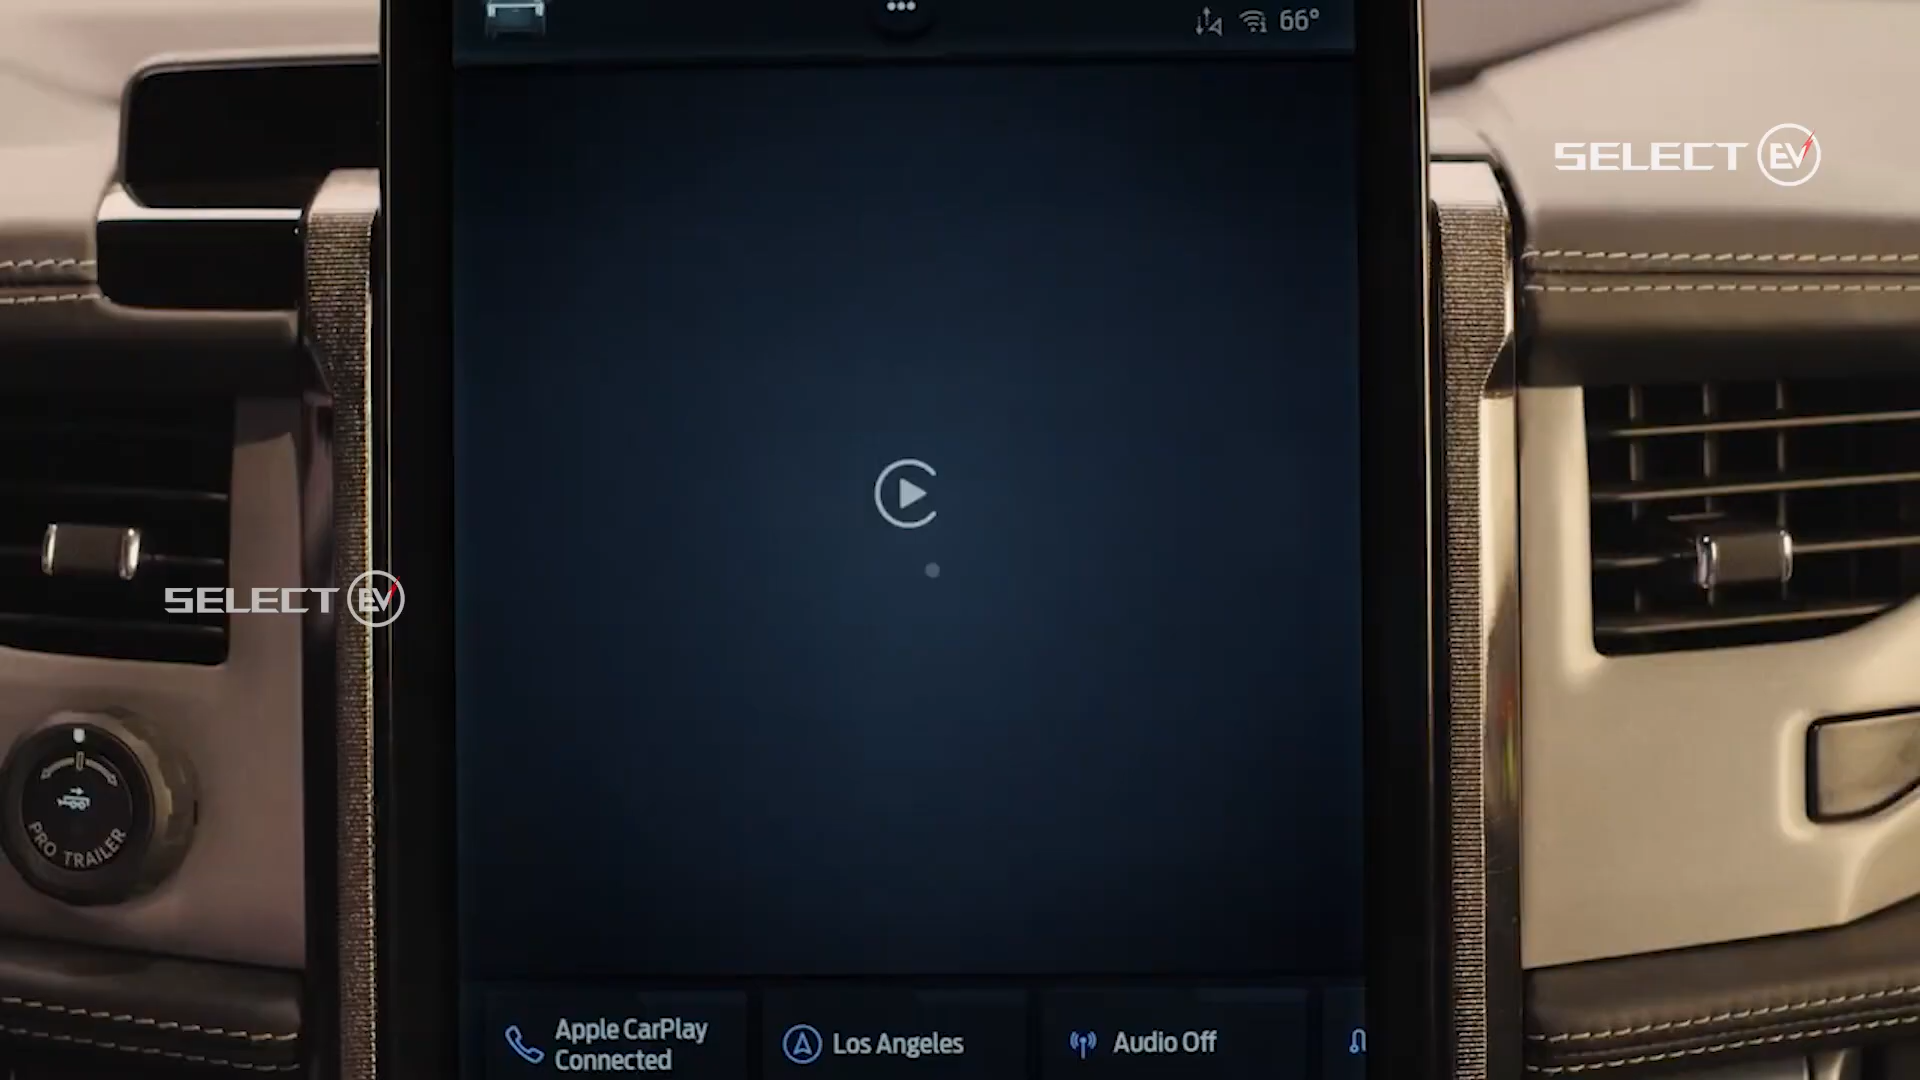 66°
SELECT EV
SELECT EV
PRO TRAILER
Apple CarPlay
Connected
Los Angeles
Audio Off